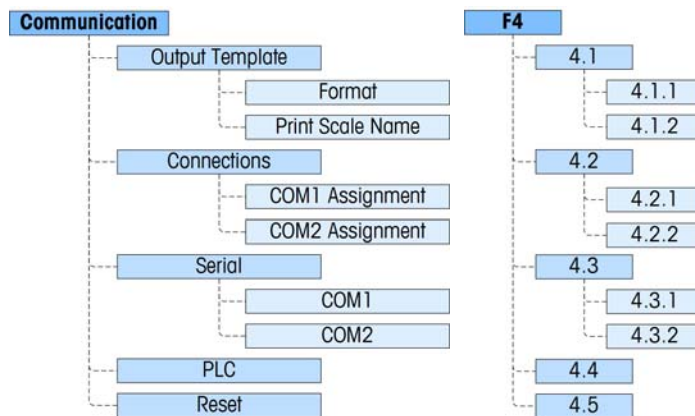 Communication
Output Template
Format
Print Scale Name
Connections
COM1 Assignment
COM2 Assignment
Serial
COM1
COM2
PLC
Reset
F4
4.1
4.1.1
4.1.2
4.2
4.2.1
4.2.2
4.3
4.3.1
4.3.2
4.4
4.5